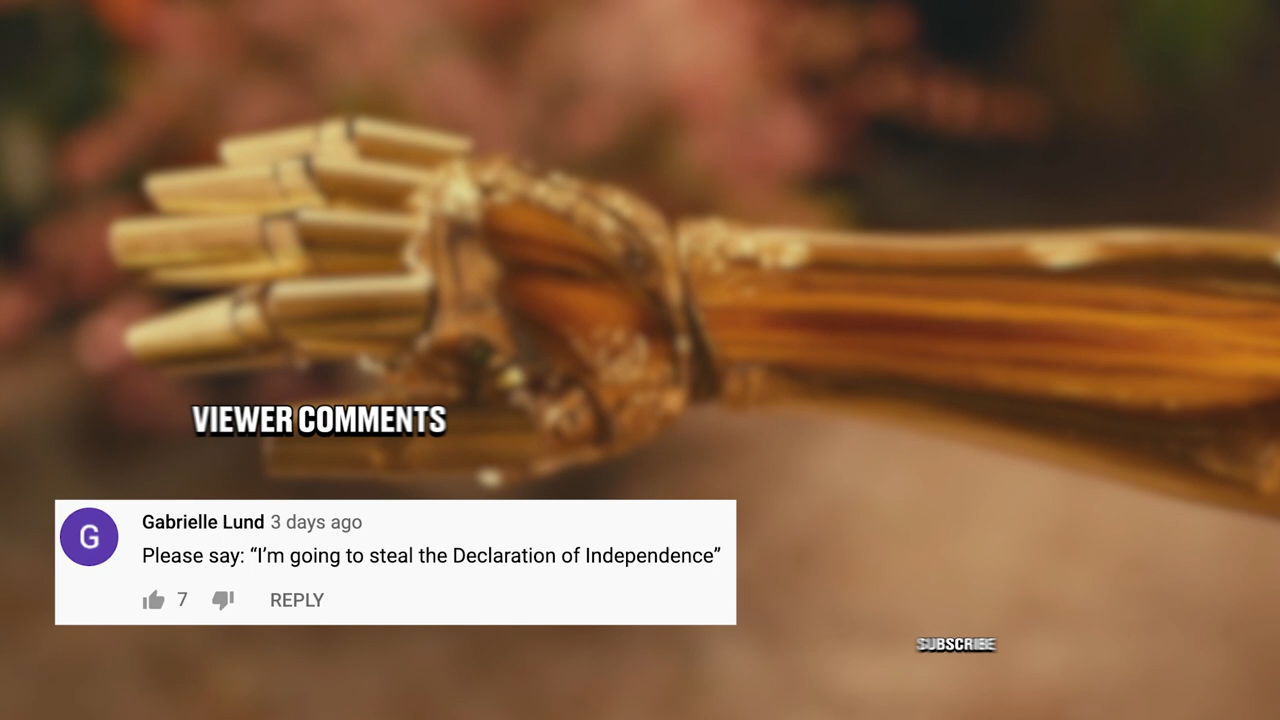 VIEWER COMMENTS
G
Gabrielle Lund 3 days ago
Please say: “I’m going to steal the Declaration of Independence”
7
REPLY
SUBSCRIBE